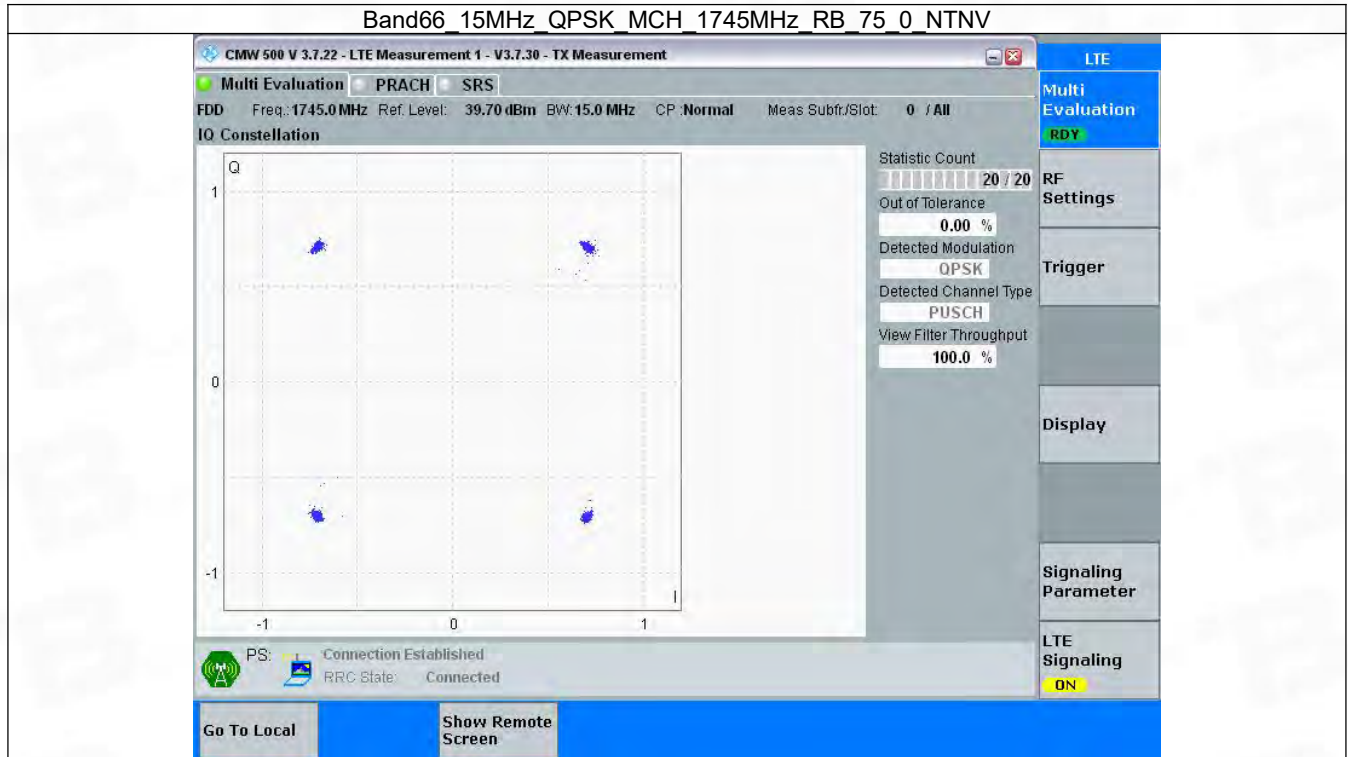 Band66_15MHz_QPSK_MCH_1745MHz_RB_75_0_NTNV
CMW 500 V 3.7.22 - LTE Measurement 1 - V3.7.30 - TX Measurement
LTE
Multi Evaluation PRACH SRS
FDD Freq.:1745.0 MHz Ref. Level: 39.70 dBm BW:15.0 MHz CP :Normal Meas Subfr./Slot: 0 / All
IQ Constellation
Q
1
0
-1
I
-1 0 1
Statistic Count
20 / 20
Out of Tolerance
0.00 %
Detected Modulation
QPSK
Detected Channel Type
PUSCH
View Filter Throughput
100.0 %
Multi
Evaluation
RDY
RF
Settings
Trigger
Display
Signaling
Parameter
LTE
Signaling
ON
PS: Connection Established
RRC State: Connected
Go To Local
Show Remote
Screen